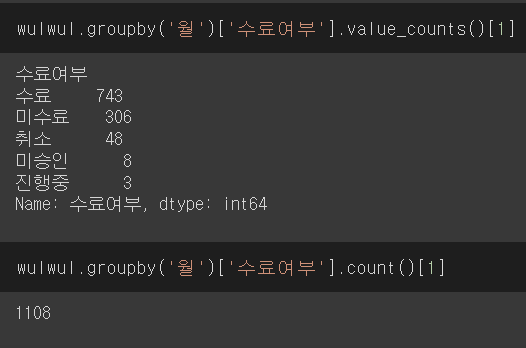 wulwul.groupby('월')['수료여부'].value_counts()[1]
수료여부
수료 743
미수료 306
취소 48
미승인 8
진행중 3
Name: 수료여부, dtype: int64
wulwul.groupby('월')['수료여부'].count()[1]
1108